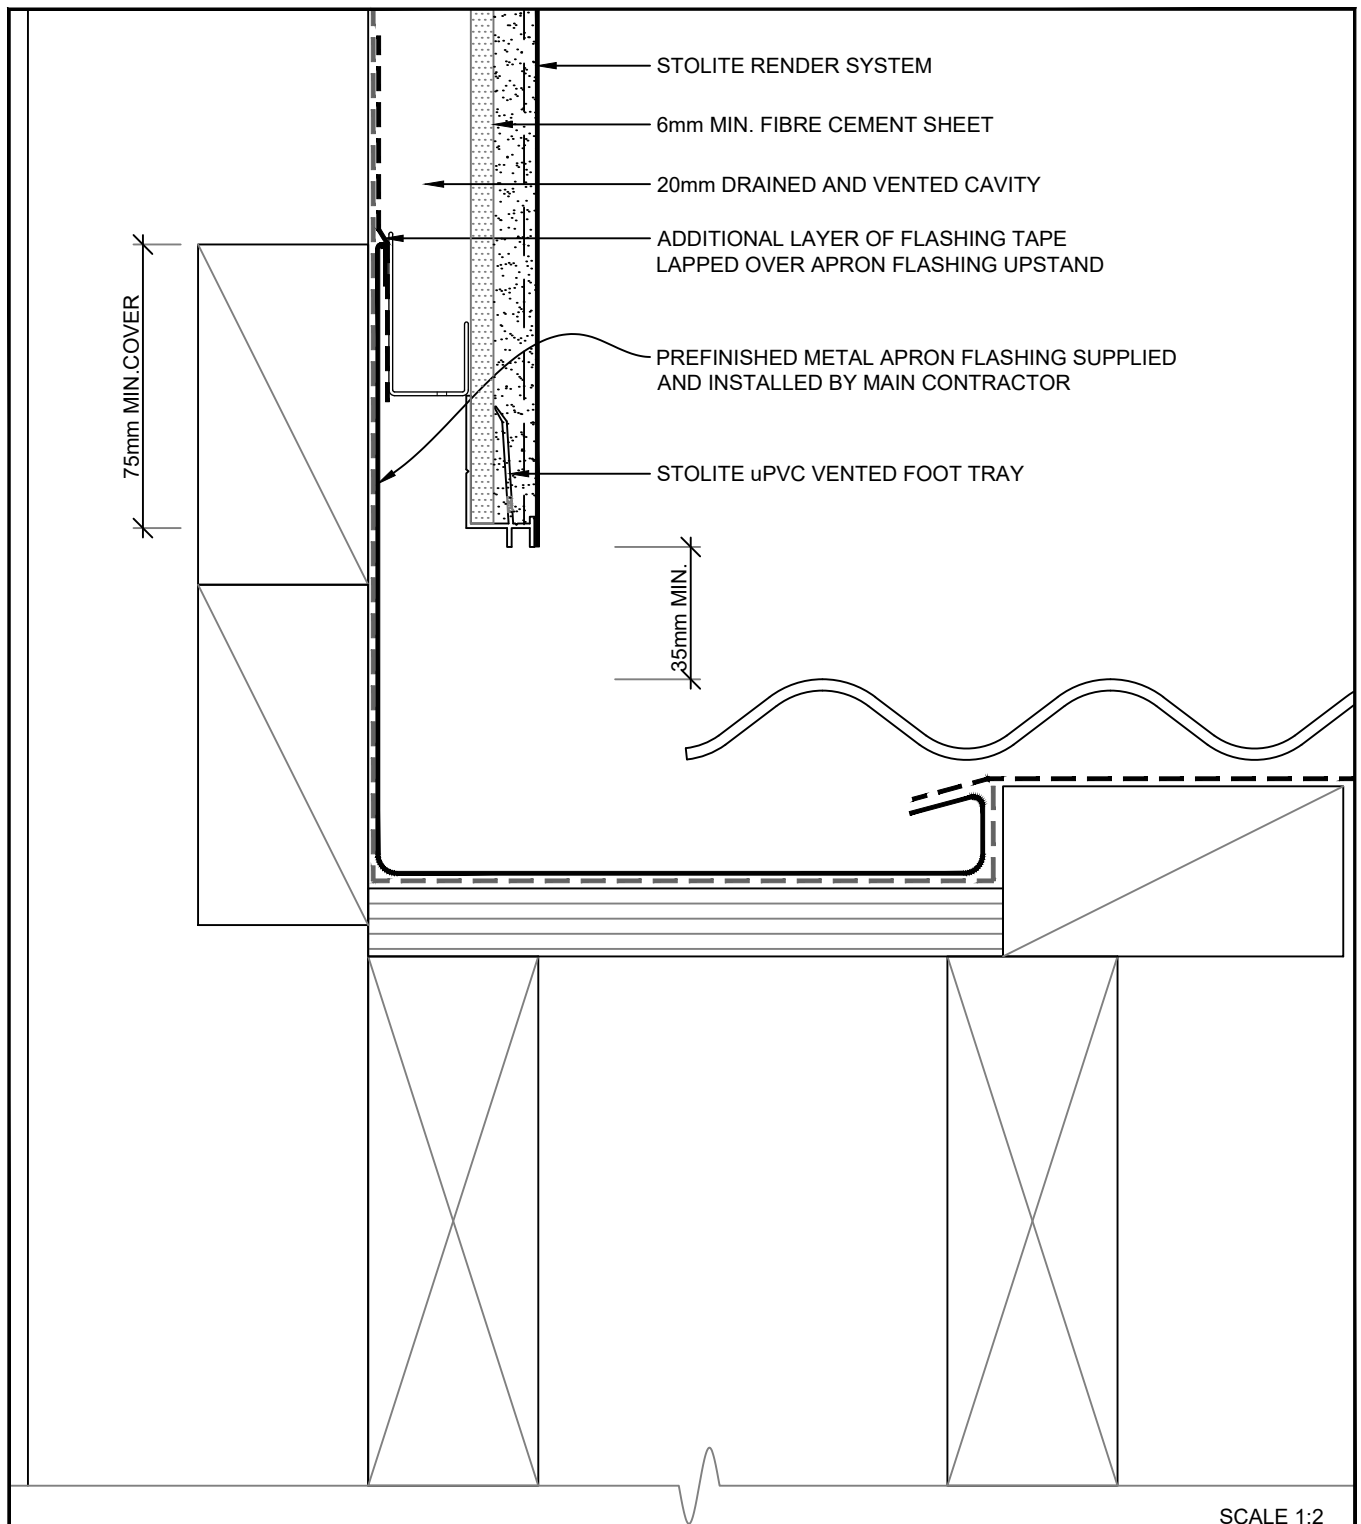 STOLITE RENDER SYSTEM
6mm MIN. FIBRE CEMENT SHEET
20mm DRAINED AND VENTED CAVITY
ADDITIONAL LAYER OF FLASHING TAPE
LAPPED OVER APRON FLASHING UPSTAND
75mm MIN.COVER
PREFINISHED METAL APRON FLASHING SUPPLIED
AND INSTALLED BY MAIN CONTRACTOR
STOLITE uPVC VENTED FOOT TRAY
35mm MIN.
SCALE 1:2